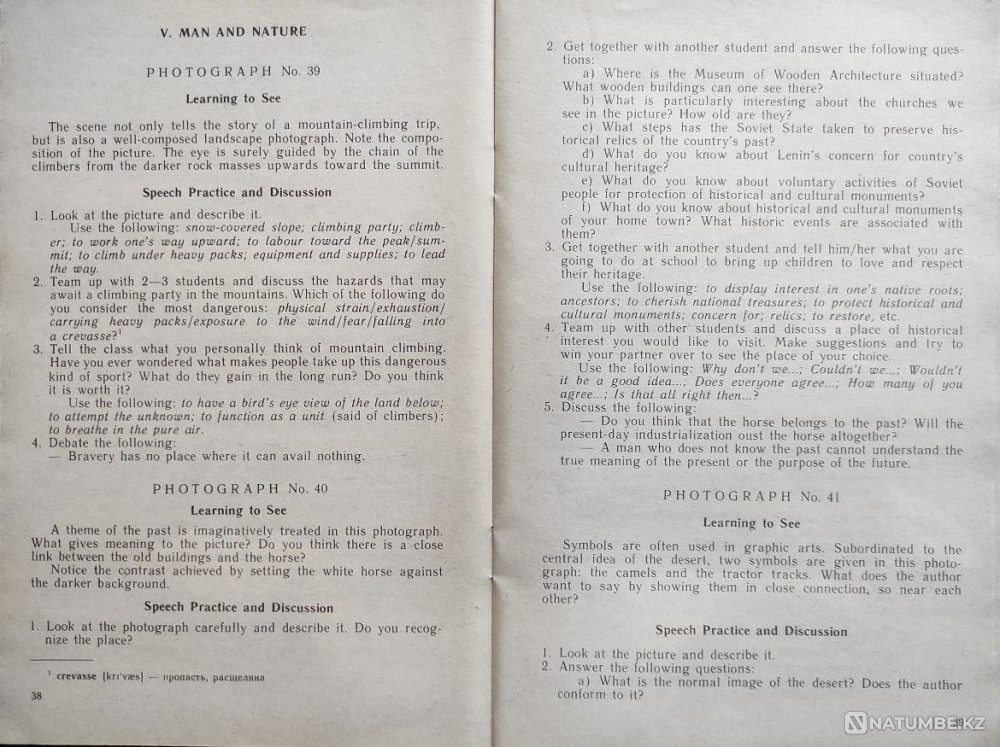 V. MAN AND NATURE
PHOTOGRAPH No. 39
Learning to See
The scene not only tells the story of a mountain-climbing trip,
but is also a well-composed landscape photograph. Note the compo-
sition of the picture. The eye is surely guided by the chain of the
climbers from the darker rock masses upwards toward the summit.
Speech Practice and Discussion
1. Look at the picture and describe it.
Use the following: snow-covered slope; climbing party; climb-
er; to work one's way upward; to labour toward the peak/sum-
mit; to climb under heavy packs; equipment and supplies; to lead
the way.
2. Team up with 2—3 students and discuss the hazards that may
await a climbing party in the mountains. Which of the following do
you consider the most dangerous: physical strain/exhaustion/
carrying heavy packs/exposure to the wind/fear/falling into
a crevasse?¹
3. Tell the class what you personally think of mountain climbing.
Have you ever wondered what makes people take up this dangerous
kind of sport? What do they gain in the long run? Do you think
it is worth it?
Use the following: to have a bird's eye view of the land below;
to attempt the unknown; to function as a unit (said of climbers);
to breathe in the pure air.
4. Debate the following:
— Bravery has no place where it can avail nothing.
PHOTOGRAPH No. 40
Learning to See
A theme of the past is imaginatively treated in this photograph.
What gives meaning to the picture? Do you think there is a close
link between the old buildings and the horse?
Notice the contrast achieved by setting the white horse against
the darker background.
Speech Practice and Discussion
1. Look at the photograph carefully and describe it. Do you recog-
nize the place?
¹ crevasse [krı'væs] — пропасть, расщелина
38
2. Get together with another student and answer the following ques-
tions:
a) Where is the Museum of Wooden Architecture situated?
What wooden buildings can one see there?
b) What is particularly interesting about the churches we
see in the picture? How old are they?
c) What steps has the Soviet State taken to preserve his-
torical relics of the country's past?
d) What do you know about Lenin's concern for country's
cultural heritage?
e) What do you know about voluntary activities of Soviet
people for protection of historical and cultural monuments?
f) What do you know about historical and cultural monuments
of your home town? What historic events are associated with
them?
3. Get together with another student and tell him/her what you are
going to do at school to bring up children to love and respect
their heritage.
Use the following: to display interest in one's native roots;
ancestors; to cherish national treasures; to protect historical and
cultural monuments; concern for; relics; to restore, etc.
4. Team up with other students and discuss a place of historical
interest you would like to visit. Make suggestions and try to
win your partner over to see the place of your choice.
Use the following: Why don't we...; Couldn't we...; Wouldn't
it be a good idea...; Does everyone agree...; How many of you
agree...; Is that all right then...?
5. Discuss the following:
— Do you think that the horse belongs to the past? Will the
present-day industrialization oust the horse altogether?
— A man who does not know the past cannot understand the
true meaning of the present or the purpose of the future.
PHOTOGRAPH No. 41
Learning to See
Symbols are often used in graphic arts. Subordinated to the
central idea of the desert, two symbols are given in this photo-
graph: the camels and the tractor tracks. What does the author
want to say by showing them in close connection, so near each
other?
Speech Practice and Discussion
1. Look at the picture and describe it.
2. Answer the following questions:
a) What is the normal image of the desert? Does the author
conform to it?
39
NATUMBE.KZ